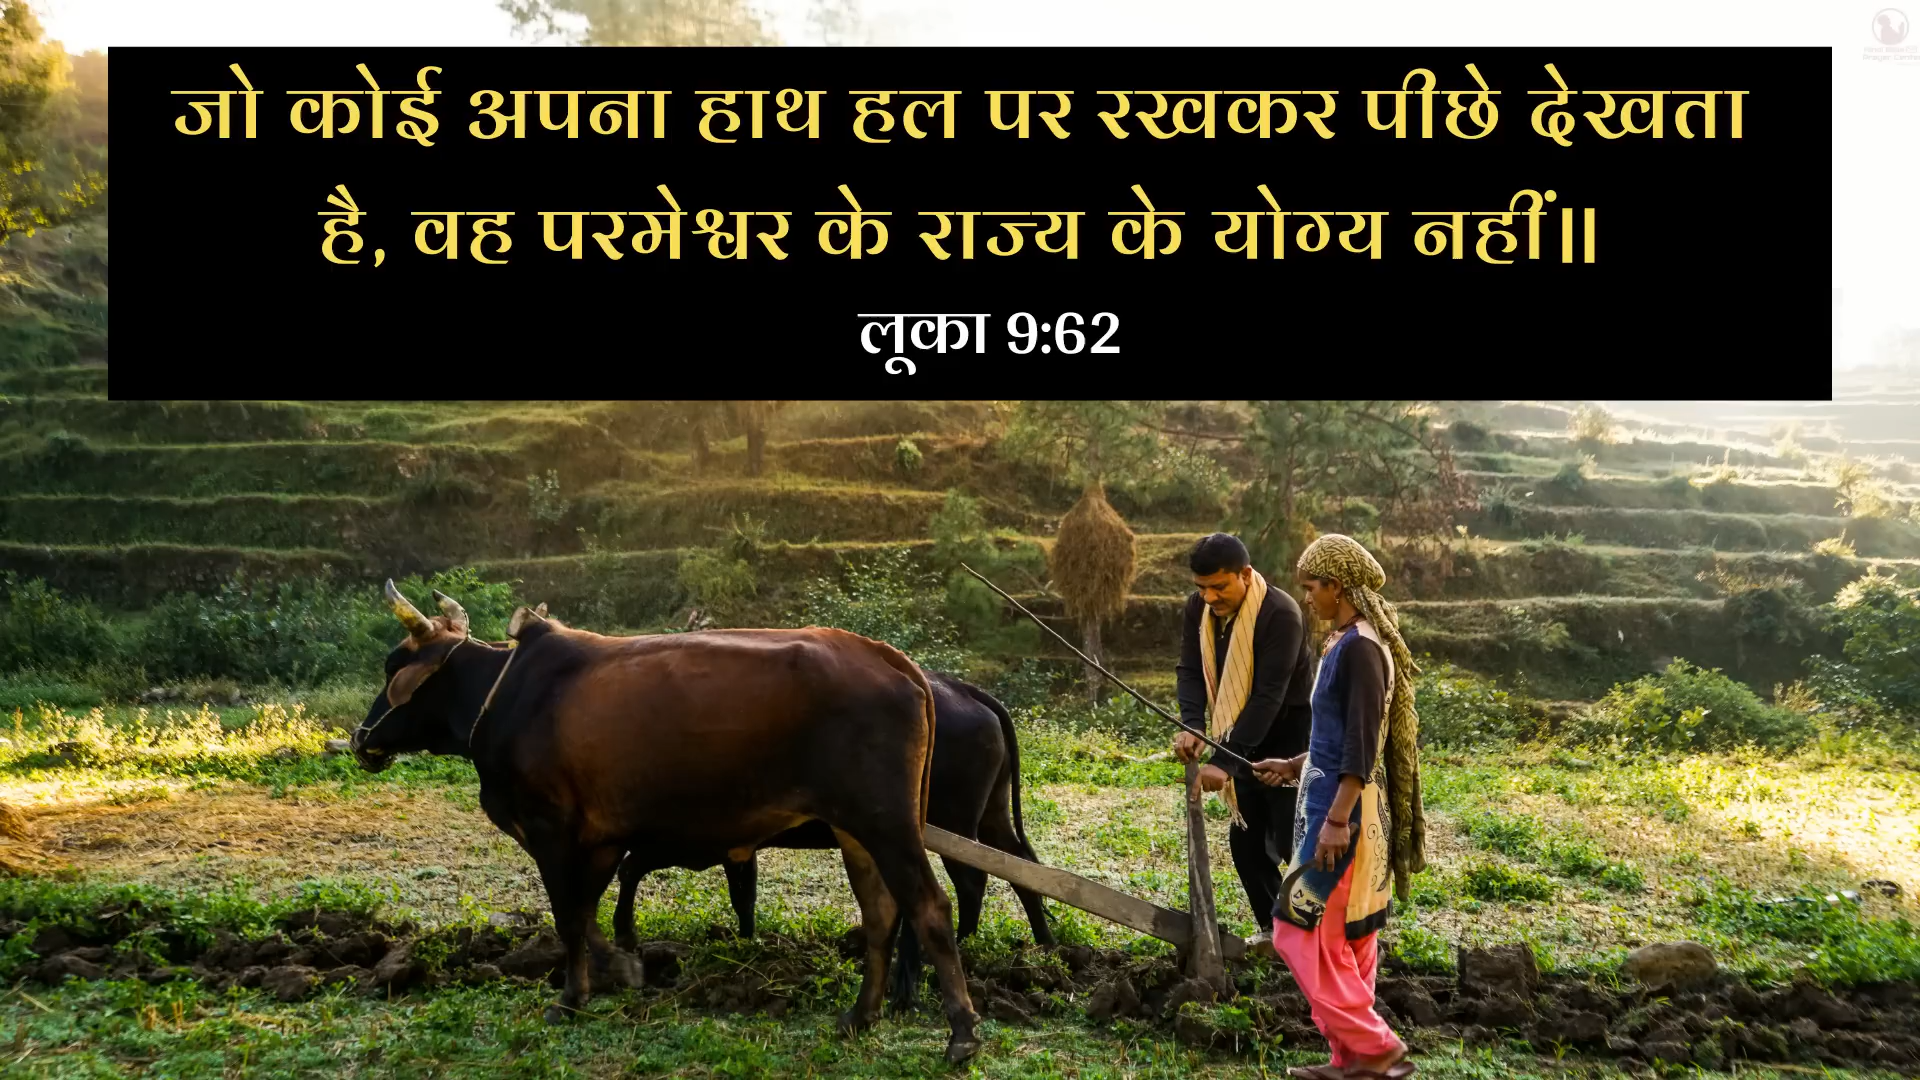 जो कोई अपना हाथ हल पर रखकर पीछे देखता
है, वह परमेश्वर के राज्य के योग्य नहीं॥
लूका 9:62